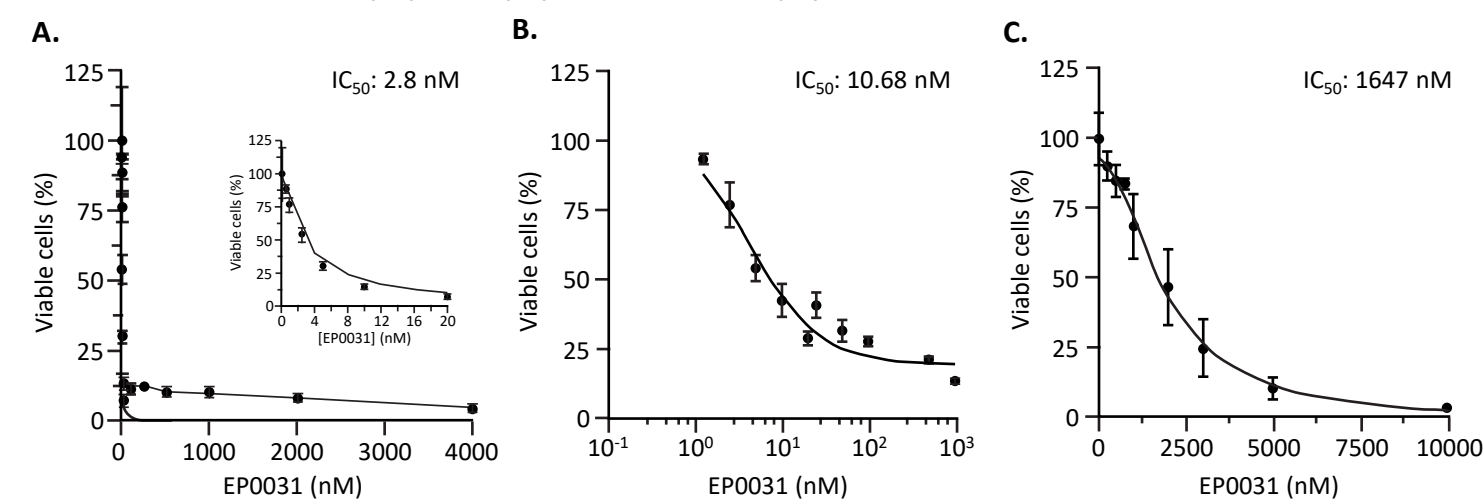 A.
IC50: 2.8 nM
Viable cells (%)
125
100
75
50
25
0
0 1000 2000 3000 4000
EP0031 (nM)
Viable cells (%)
125
100
75
50
25
0
0 4 8 12 16 20
[EP0031] (nM)
B.
IC50: 10.68 nM
Viable cells (%)
125
100
75
50
25
0
10-1 100 101 102 103
EP0031 (nM)
C.
IC50: 1647 nM
Viable cells (%)
125
100
75
50
25
0
0 2500 5000 7500 10000
EP0031 (nM)